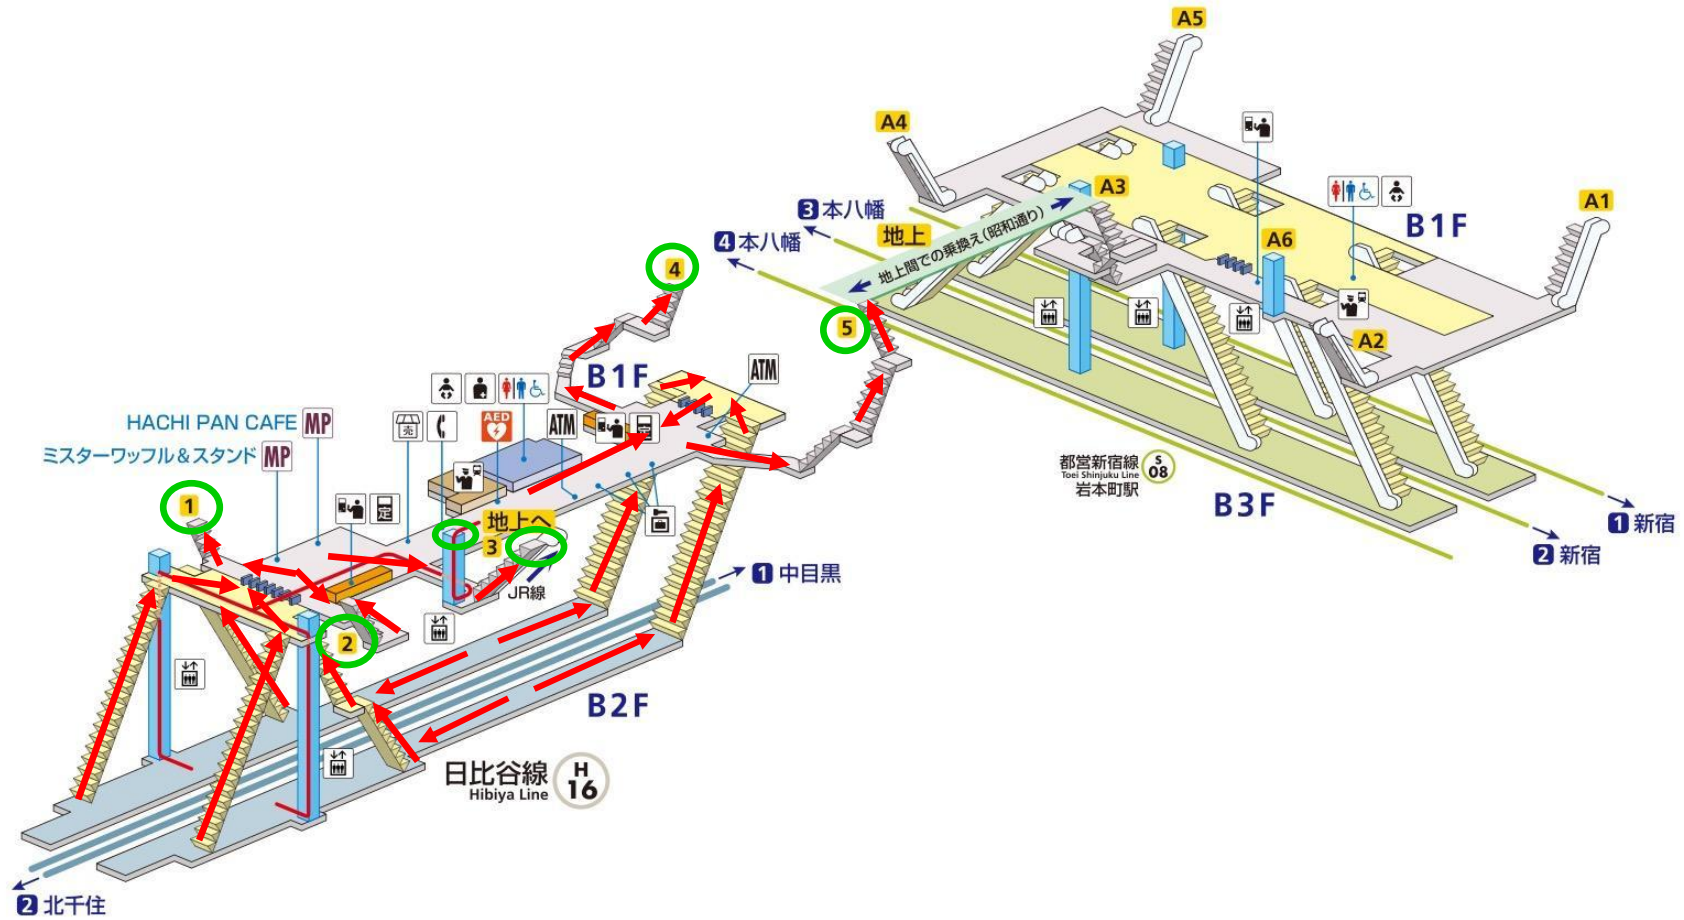 A5
A4
A3
A1
A6
A2
B1F
3 本八幡
4 本八幡
地上
地上間での乗換え(昭和通り)
4
5
B1F
ATM
HACHI PAN CAFE MP
ミスターワッフル&スタンド MP
売
AED
ATM
定
定
1
地上へ
3
2
JR線
1 中目黒
都営新宿線
Toei Shinjuku Line
岩本町駅
S
08
B3F
1 新宿
2 新宿
B2F
日比谷線
Hibiya Line
H
16
2 北千住